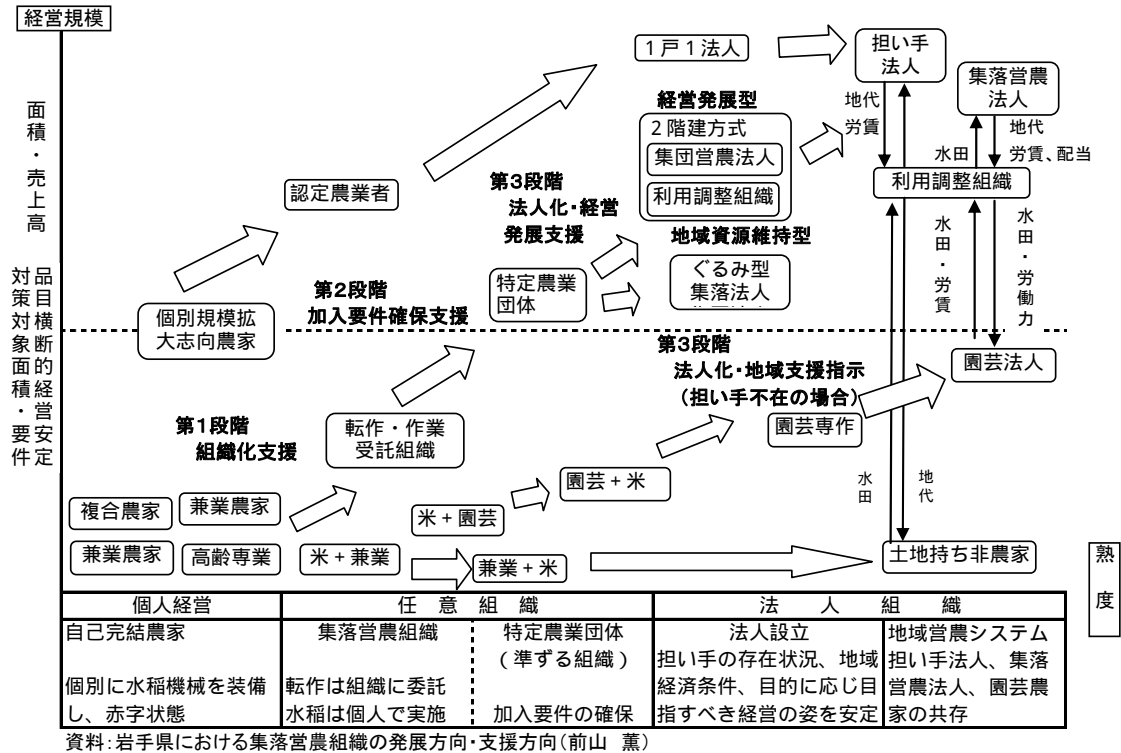 経営規模
面積・売上高
品目横断的経営安定
対策対象面積・要件
1戸1法人
担い手
法人
集落営農
法人
経営発展型
2階建方式
集団営農法人
利用調整組織
地代
労賃
水田
地代
労賃、配当
利用調整組織
認定農業者
第3段階
法人化・経営
発展支援
地域資源維持型
ぐるみ型
集落法人
特定農業
団体
水田・労賃
水田・労働力
第2段階
加入要件確保支援
個別規模拡
大志向農家
第3段階
法人化・地域支援指示
(担い手不在の場合)
園芸法人
第1段階
組織化支援
転作・作業
受託組織
園芸専作
園芸+米
水田
地代
複合農家
兼業農家
米+園芸
兼業農家
高齢専業
米+兼業
兼業+米
土地持ち非農家
熟度
個人経営
任意組織
法人組織
自己完結農家
個別に水稲機械を装備
し、赤字状態
集落営農組織
転作は組織に委託
水稲は個人で実施
特定農業団体
(準ずる組織)
加入要件の確保
法人設立
担い手の存在状況、地域
経済条件、目的に応じ目
指すべき経営の姿を安定
地域営農システム
担い手法人、集落
営農法人、園芸農
家の共存
資料:岩手県における集落営農組織の発展方向・支援方向(前山 薫)